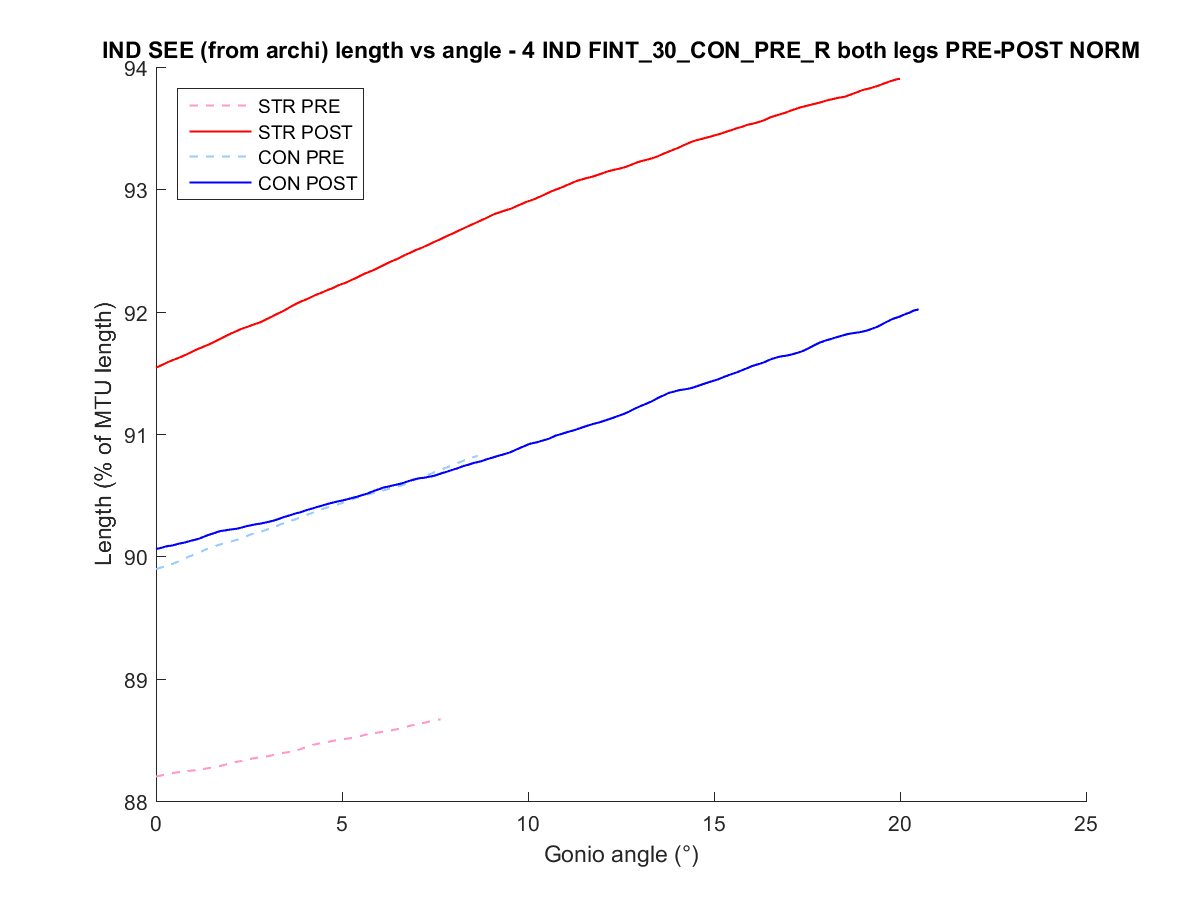 IND SEE (from archi) length vs angle - 4 IND FINT_30_CON_PRE_R both legs PRE-POST NORM
94
93
92
91
90
89
88
Length (% of MTU length)
STR PRE
STR POST
CON PRE
CON POST
0 5 10 15 20 25
Gonio angle (°)